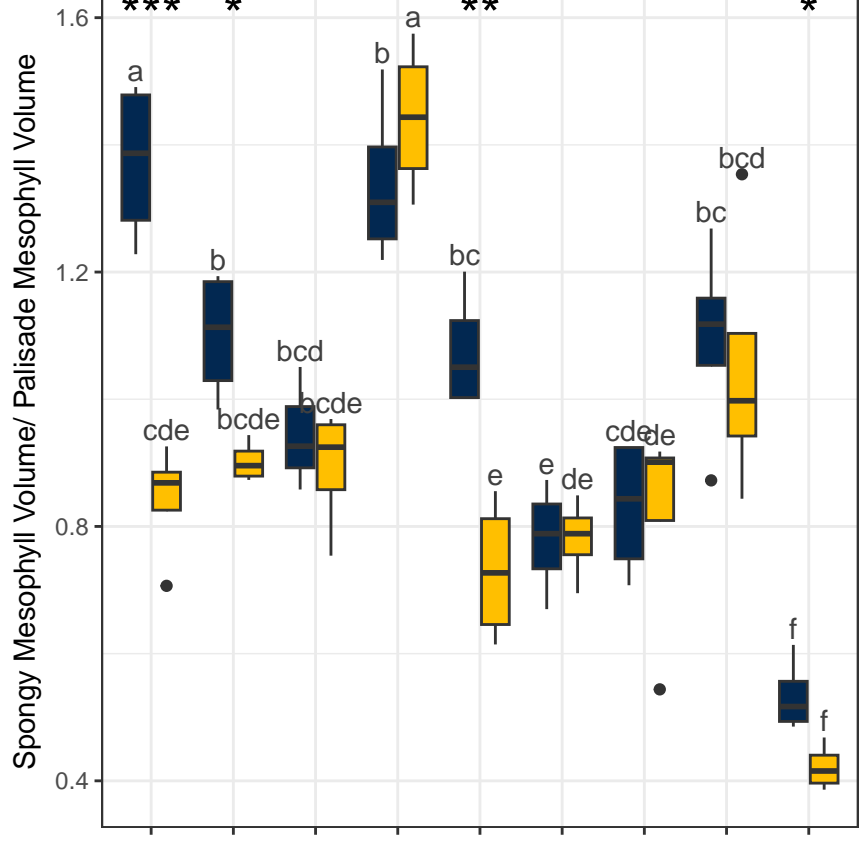 *** * ** *
1.6
1.2
0.8
0.4
Spongy Mesophyll Volume/ Palisade Mesophyll Volume
a
cde
b
bcde
bcd
bcde
b
a
bc
e
e
de
cde
de
bc
bcd
f
f